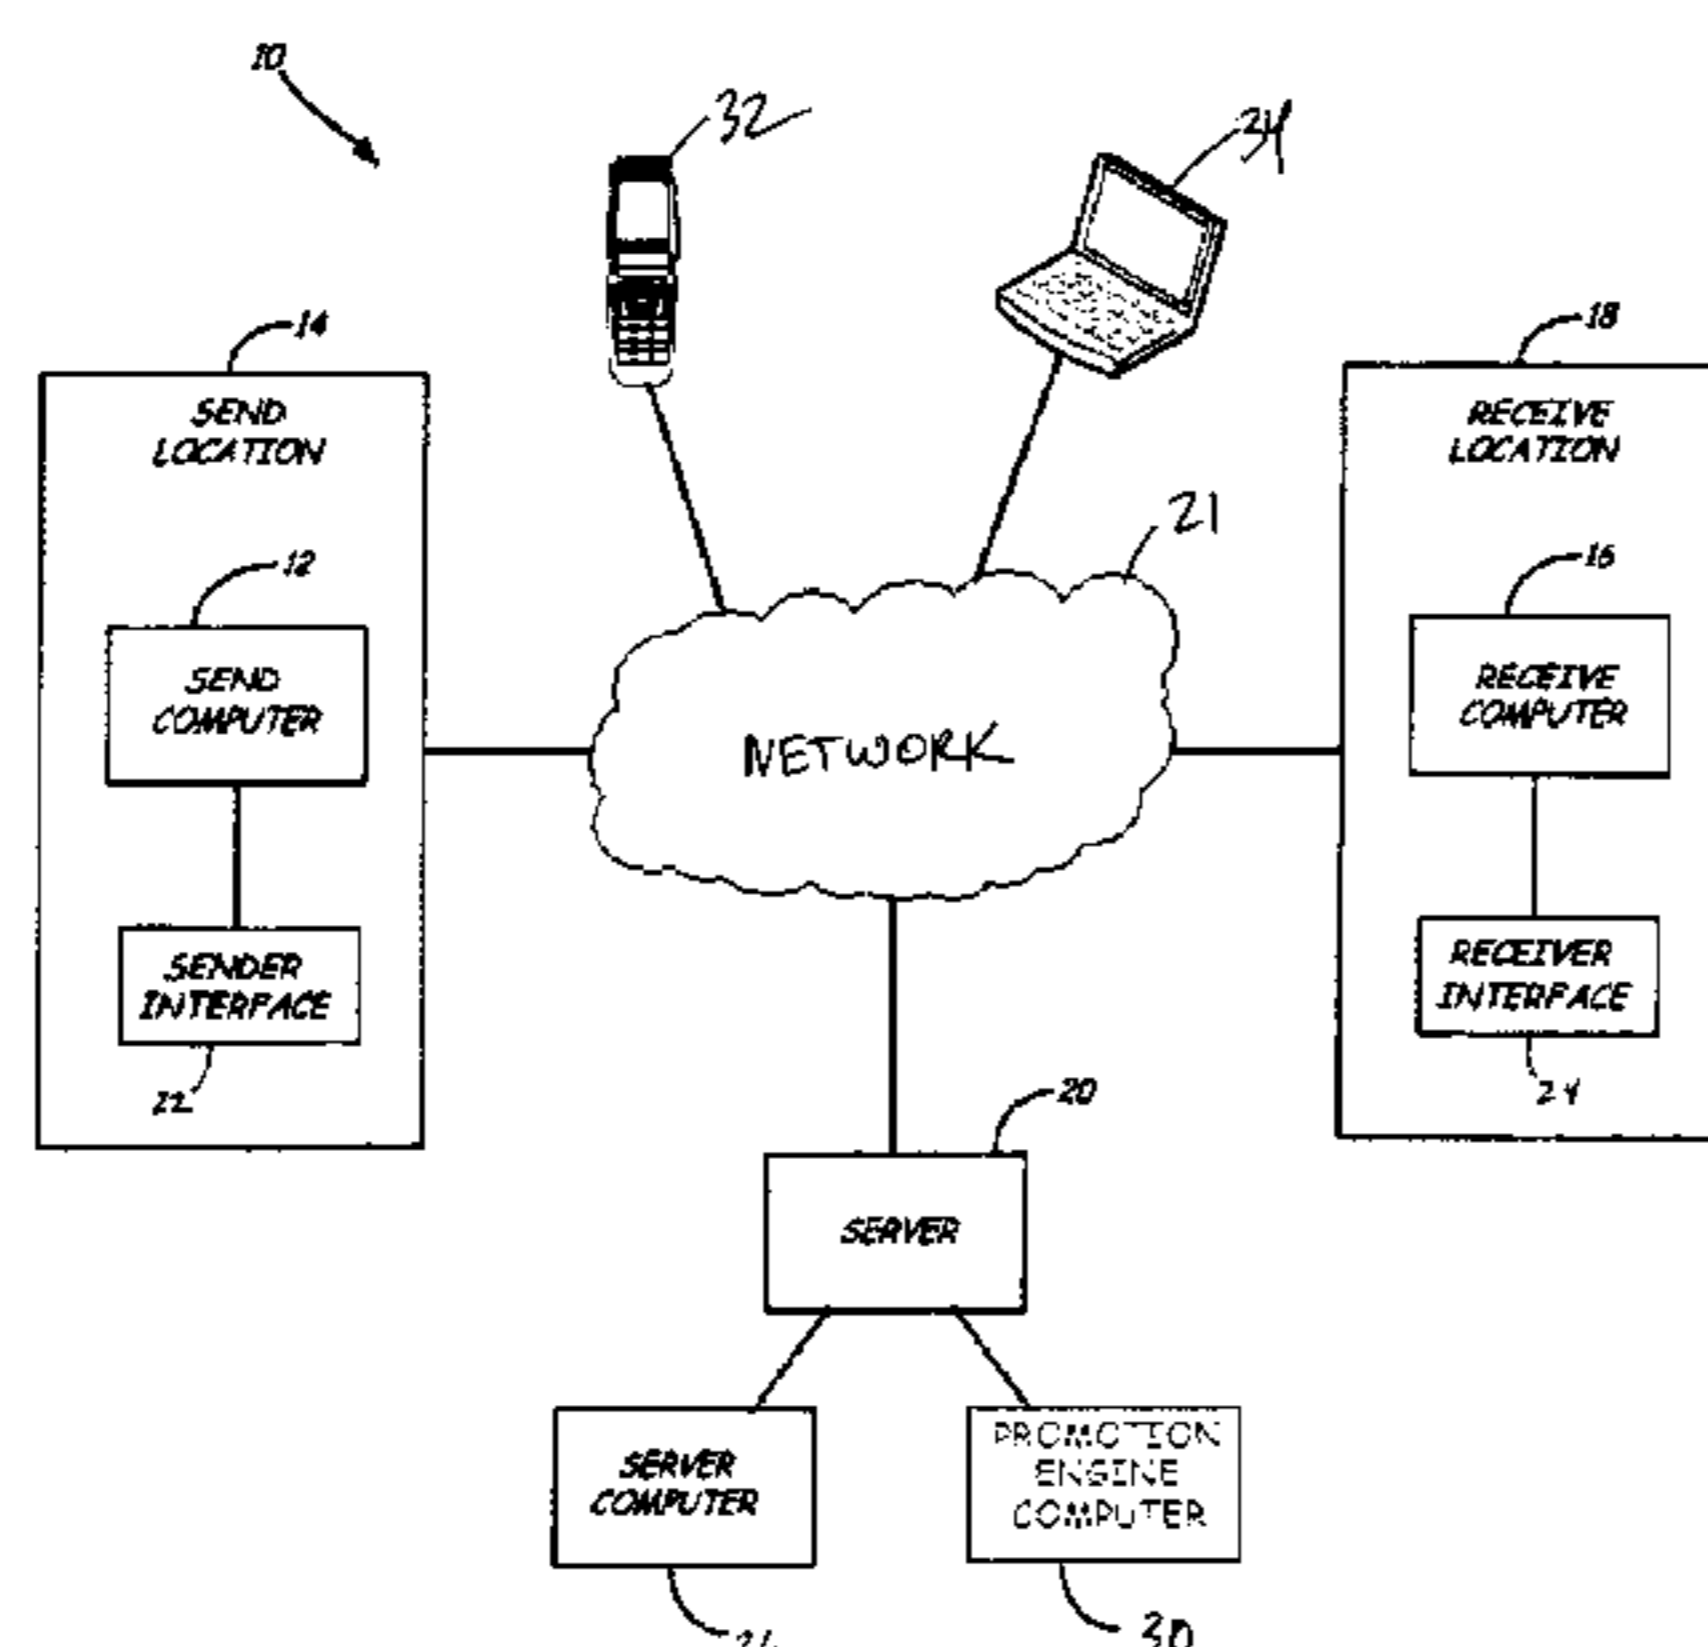 10
32
14
18
SEND
LOCATION
RECEIVE
LOCATION
21
12
16
SEND
COMPUTER
RECEIVE
COMPUTER
NETWORK
SENDER
INTERFACE
RECEIVER
INTERFACE
22
24
20
SERVER
SERVER
COMPUTER
PROMOTION
ENGINE
COMPUTER
30